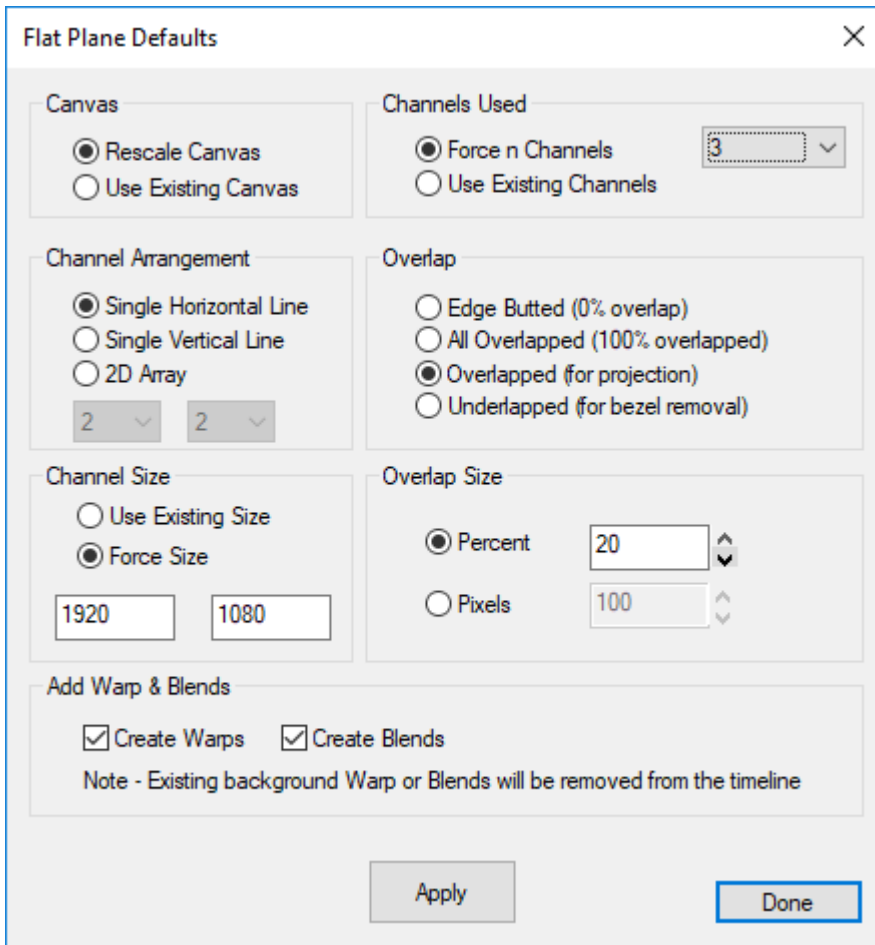 Flat Plane Defaults
Canvas
Rescale Canvas
Use Existing Canvas
Channels Used
Force n Channels
3
Use Existing Channels
Channel Arrangement
Single Horizontal Line
Single Vertical Line
2D Array
2 2
Overlap
Edge Butted (0% overlap)
All Overlapped (100% overlapped)
Overlapped (for projection)
Underlapped (for bezel removal)
Channel Size
Use Existing Size
Force Size
1920 1080
Overlap Size
Percent 20
Pixels 100
Add Warp & Blends
Create Warps Create Blends
Note - Existing background Warp or Blends will be removed from the timeline
Apply
Done